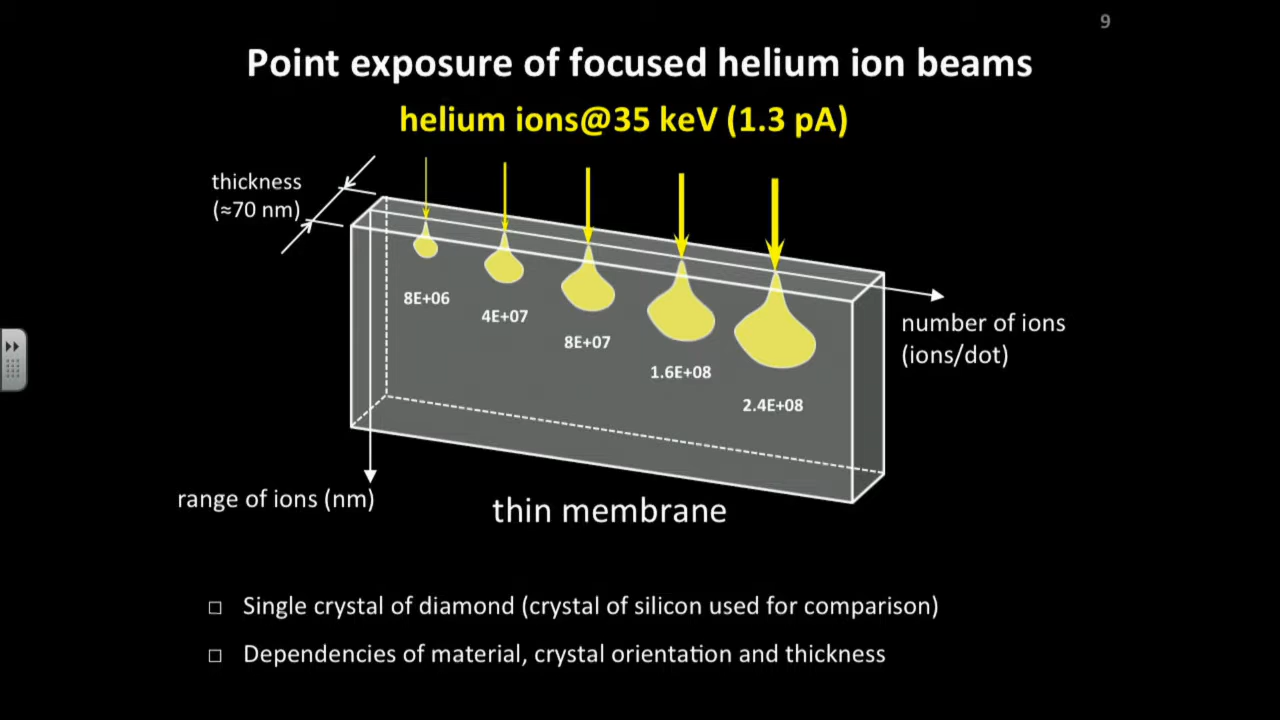 9
Point exposure of focused helium ion beams
helium ions@35 keV (1.3 pA)
thickness
(≈70 nm)
8E+06
4E+07
8E+07
1.6E+08
2.4E+08
number of ions
(ions/dot)
range of ions (nm)
thin membrane
Single crystal of diamond (crystal of silicon used for comparison)
Dependencies of material, crystal orientation and thickness